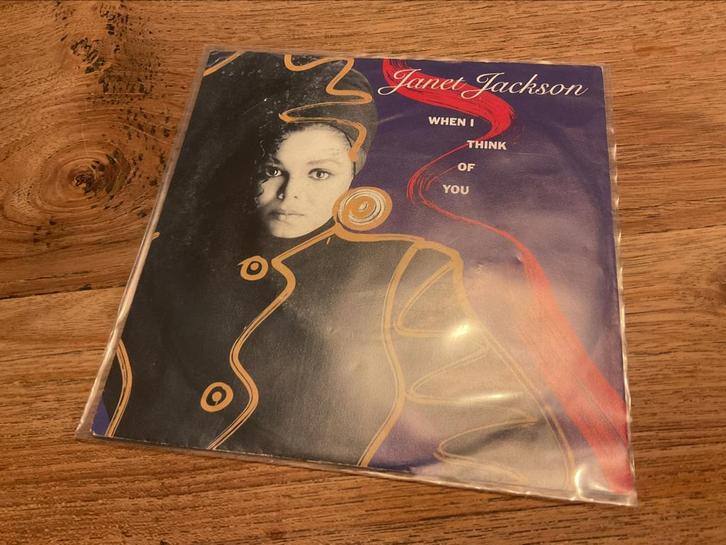 Janet Jackson
WHEN I
THINK
OF
YOU